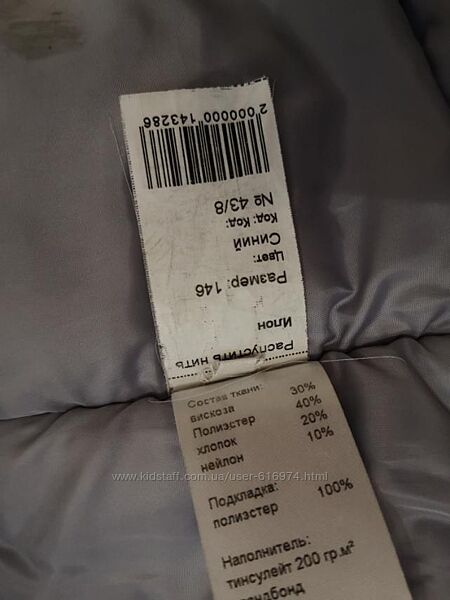 Распустить нить
Илон
Размер: 146
Цвет:
Синий
Код: Код:
№ 43/8
2 000000 143286
Состав ткани:
вискоза 30%
Полиэстер 40%
хлопок 20%
нейлон 10%
www.kidstaff.com.ua/user-616974.html
Подкладка:
полиэстер 100%
Наполнитель:
тинсулейт 200 гр.м²